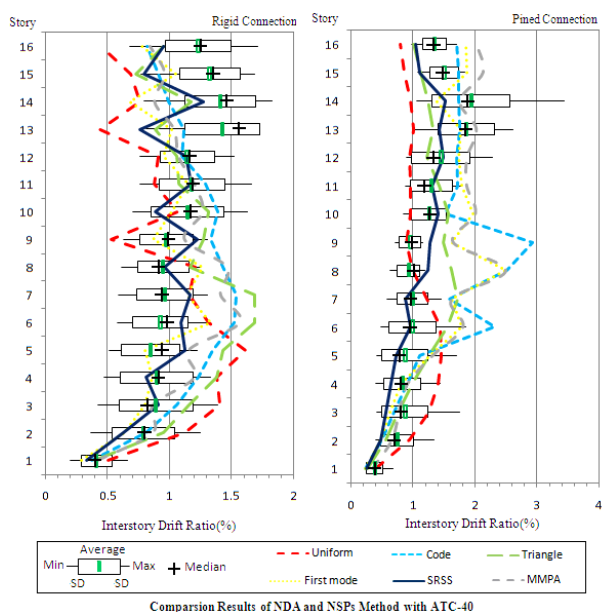 Story Rigid Connection
Story Pined Connection
16
15
14
13
12
11
10
9
8
7
6
5
4
3
2
1
0 0.5 1 1.5 2
Interstory Drift Ratio(%)
16
15
14
13
12
11
10
9
8
7
6
5
4
3
2
1
0 1 2 3 4
Interstory Drift Ratio(%)
Average
Min Max Median
SD SD
Uniform Code Triangle
First mode SRSS MMPA
Comparsion Results of NDA and NSPs Method with ATC-40